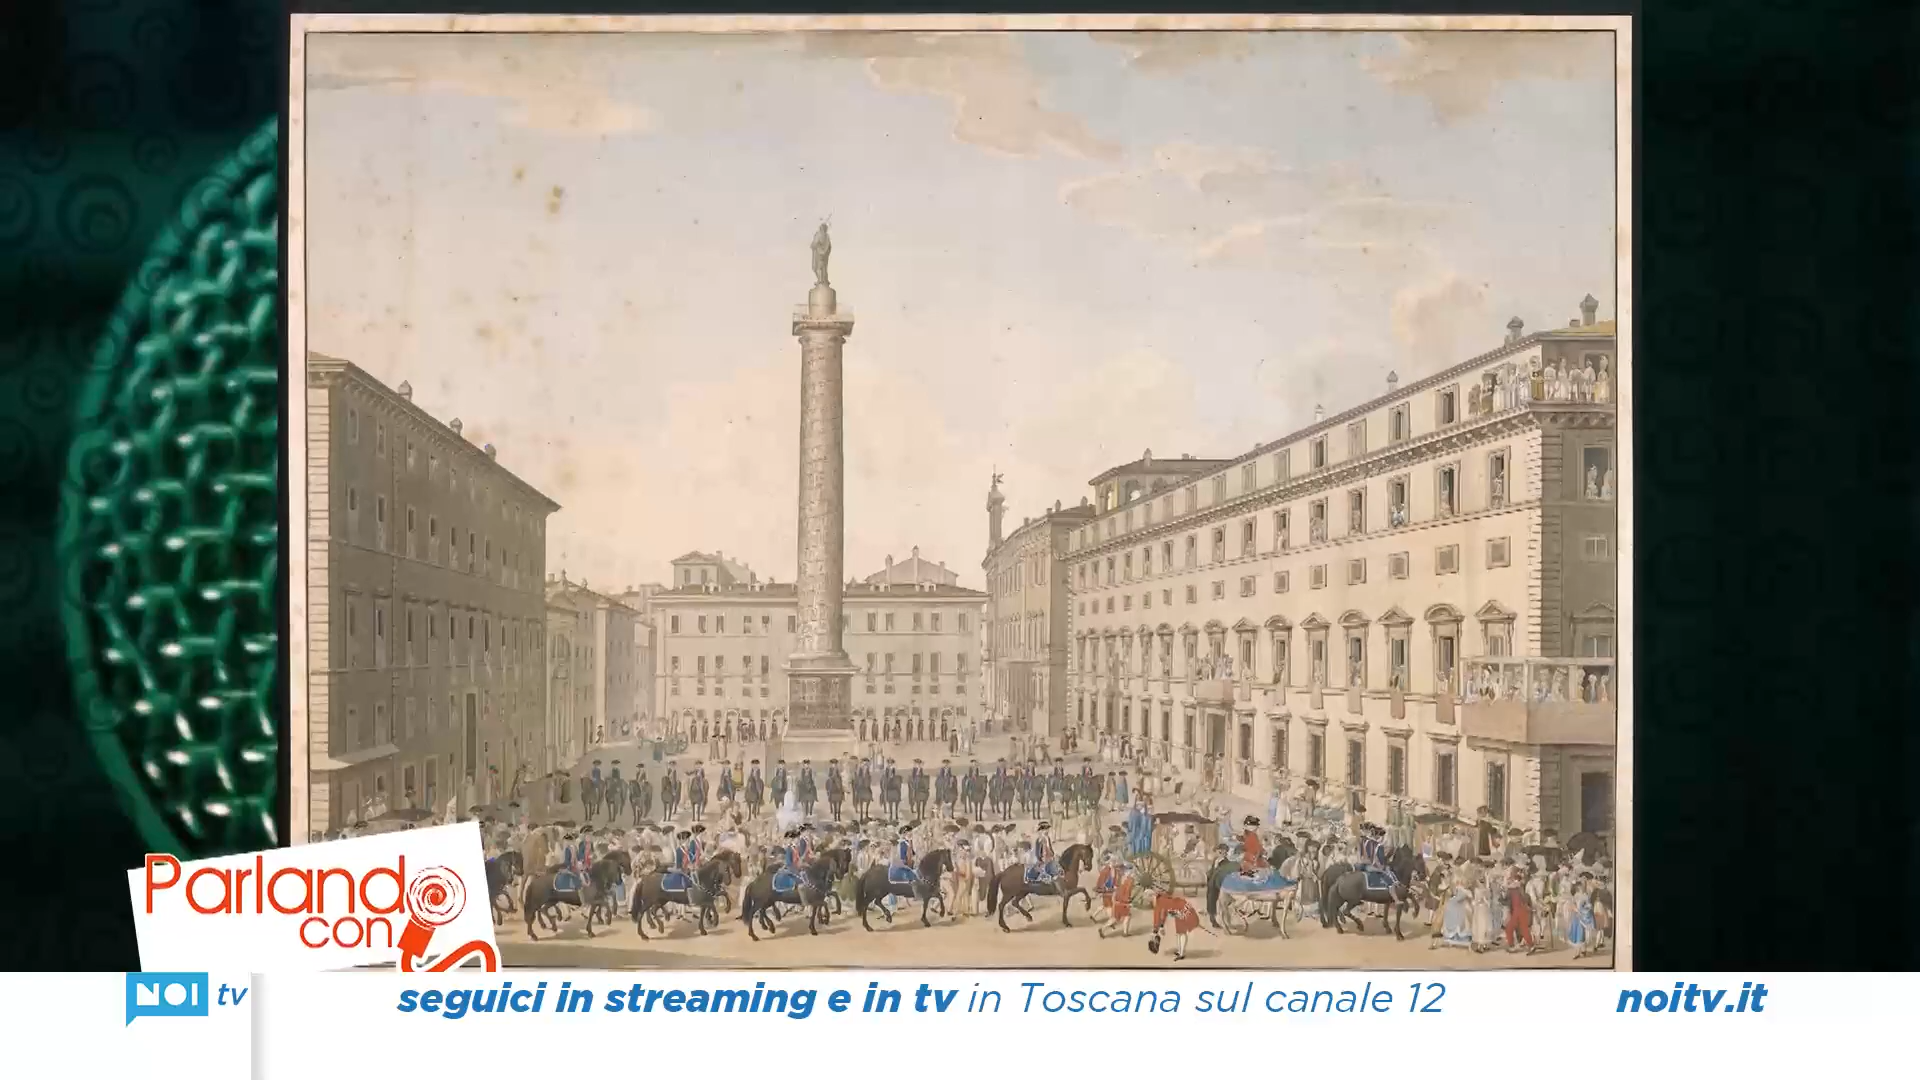 Parlando
con
NOI tv
seguici in streaming e in tv in Toscana sul canale 12
noitv.it